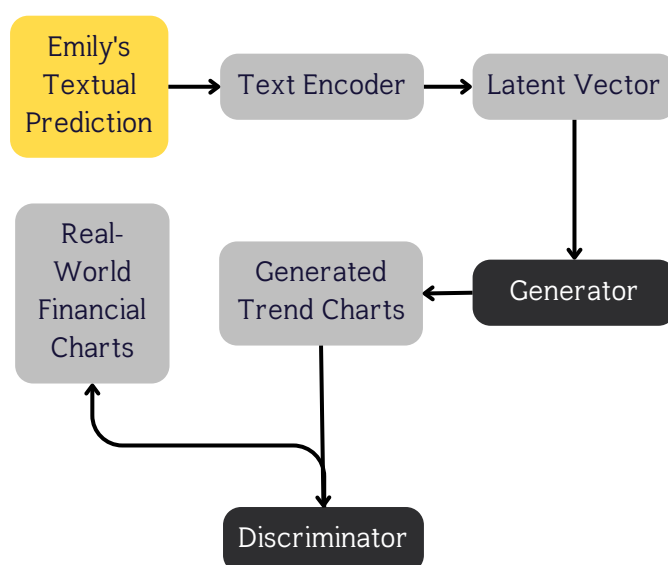 Emily's
Textual
Prediction
Text Encoder
Latent Vector
Real-
World
Financial
Charts
Generated
Trend Charts
Generator
Discriminator